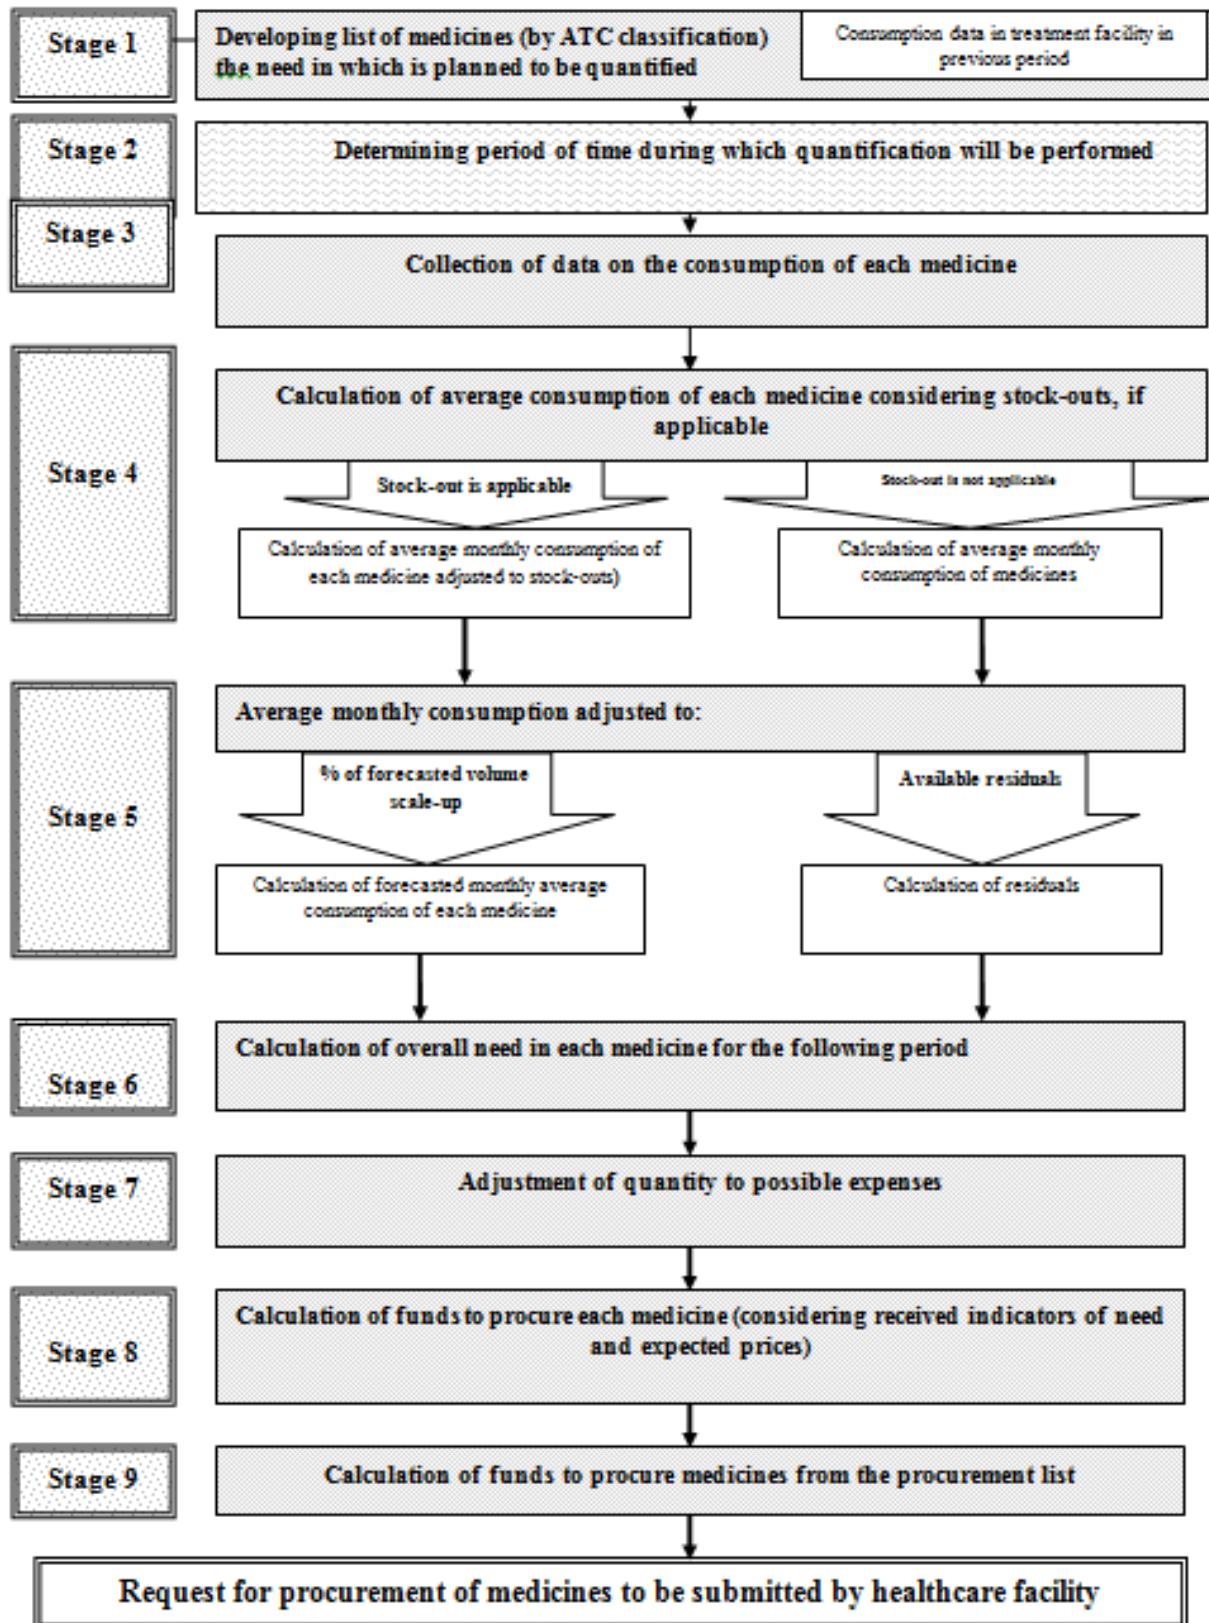 Stage 1
Developing list of medicines (by ATC classification)
the need in which is planned to be quantified
Consumption data in treatment facility in
previous period
Stage 2
Determining period of time during which quantification will be performed
Stage 3
Collection of data on the consumption of each medicine
Stage 4
Calculation of average consumption of each medicine considering stock-outs, if
applicable
Stock-out is applicable
Stock-out is not applicable
Calculation of average monthly consumption of
each medicine adjusted to stock-outs)
Calculation of average monthly
consumption of medicines
Stage 5
Average monthly consumption adjusted to:
% of forecasted volume
scale-up
Available residuals
Calculation of forecasted monthly average
consumption of each medicine
Calculation of residuals
Stage 6
Calculation of overall need in each medicine for the following period
Stage 7
Adjustment of quantity to possible expenses
Stage 8
Calculation of funds to procure each medicine (considering received indicators of need
and expected prices)
Stage 9
Calculation of funds to procure medicines from the procurement list
Request for procurement of medicines to be submitted by healthcare facility